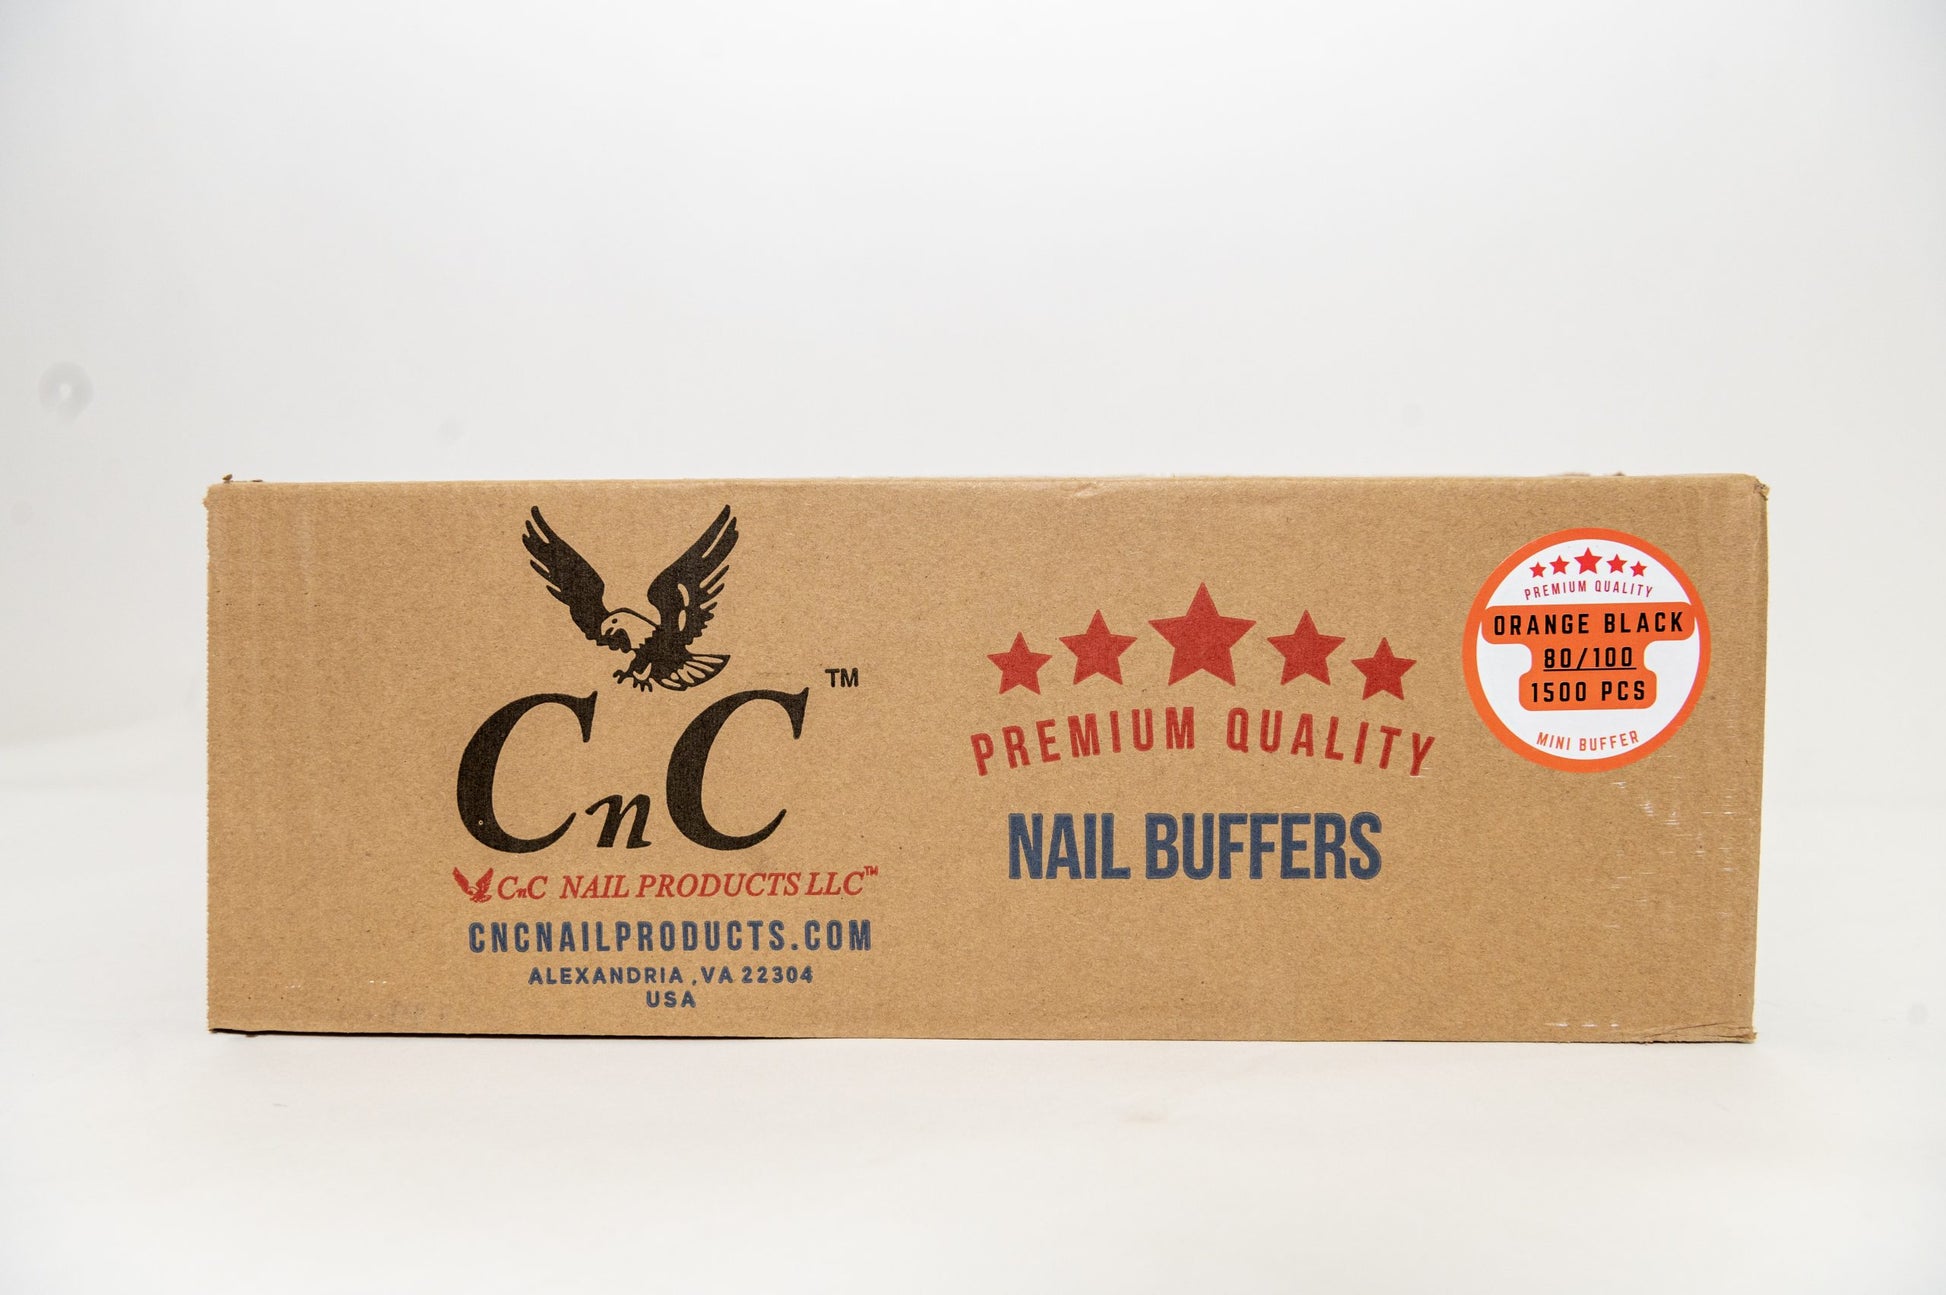 CnC™
CnC NAIL PRODUCTS LLC™
CNCNAILPRODUCTS.COM
ALEXANDRIA ,VA 22304
USA
PREMIUM QUALITY
NAIL BUFFERS
PREMIUM QUALITY
ORANGE BLACK
80/100
1500 PCS
MINI BUFFER